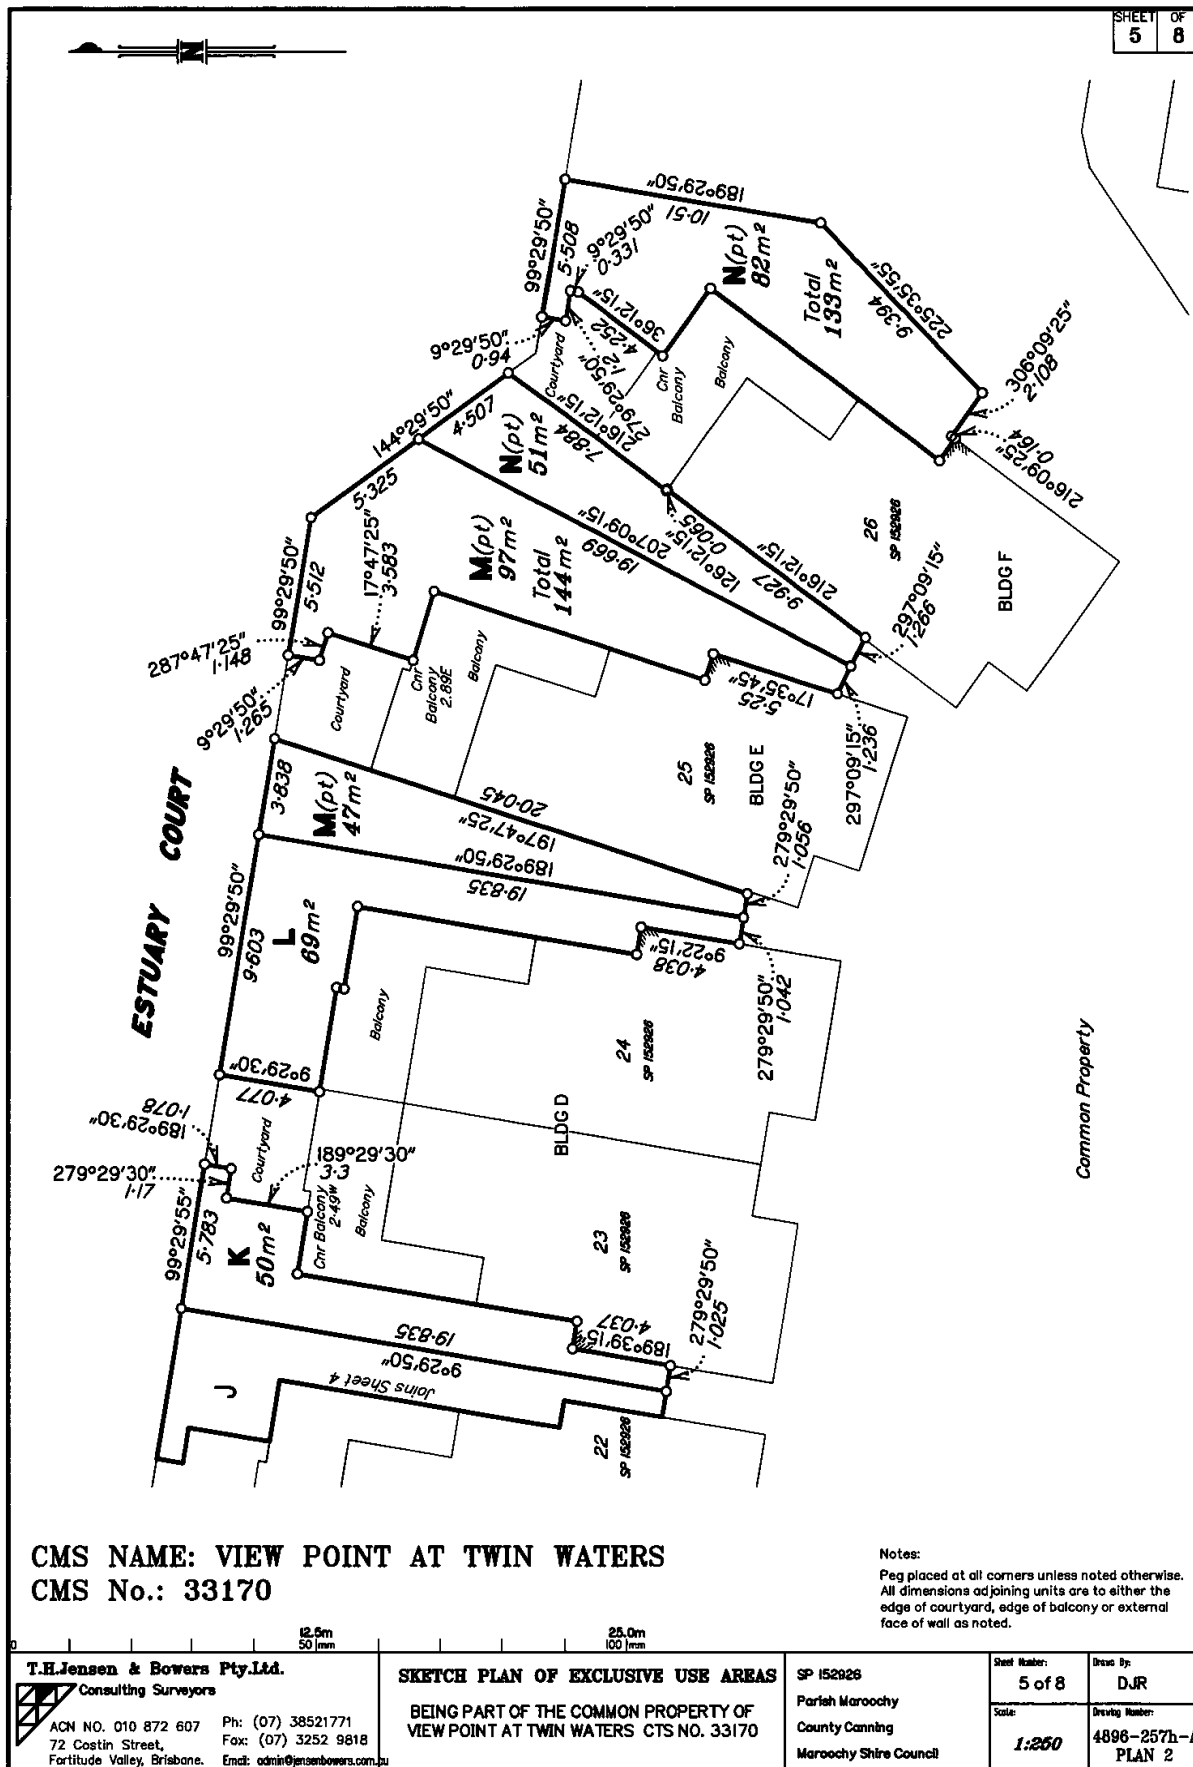 SHEET OF
5 8
N
189°29'50"
10·51
99°29'50"
5·508
9°29'50"
0·331
N(pt)
82m²
Total
133m²
225°35'55"
9·394
36°12'15"
4·252
9°29'50"
0·94
1·2
279°29'50"
Courtyard
Cnr
Balcony
Balcony
306°09'25"
2·108
0·164
216°09'25"
144°29'50"
4·507
5·325
216°12'15"
7·884
N(pt)
51m²
0·065
126°12'15"
207°09'15"
19·669
216°12'15"
9·927
26
SP 152926
BLDG F
297°09'15"
1·266
99°29'50"
5·512
17°47'25"
3·583
M(pt)
97m²
Total
144m²
287°47'25"
1·148
9°29'50"
1·265
Courtyard
Cnr
Balcony
2.89E
Balcony
17°35'45"
5·25
297°09'15"
1·236
25
SP 152926
BLDG E
ESTUARY COURT
3·838
M(pt)
47m²
20·045
197°47'25"
189°29'50"
19·835
279°29'50"
1·056
99°29'50"
9·603
L
69m²
9°22'15"
4·038
279°29'50"
1·042
Balcony
24
SP 152926
9°29'30"
4·077
189°29'30"
1·078
Courtyard
BLDG D
Common Property
279°29'30"
1·17
189°29'30"
3·3
Cnr Balcony
2·49W
Balcony
99°29'55"
5·783
K
50m²
23
SP 152926
4·037
189°39'15"
279°29'50"
1·025
19·835
9°29'50"
Joins Sheet 4
J
22
SP 152926
CMS NAME: VIEW POINT AT TWIN WATERS
CMS No.: 33170
Notes:
Peg placed at all corners unless noted otherwise.
All dimensions adjoining units are to either the
edge of courtyard, edge of balcony or external
face of wall as noted.
0 12.5m 25.0m
50 mm 100 mm
T.H.Jensen & Bowers Pty.Ltd.
Consulting Surveyors
ACN NO. 010 872 607 Ph: (07) 38521771
72 Costin Street, Fax: (07) 3252 9818
Fortitude Valley, Brisbane. Email: admin@jensenbowers.com.au
SKETCH PLAN OF EXCLUSIVE USE AREAS
BEING PART OF THE COMMON PROPERTY OF
VIEW POINT AT TWIN WATERS CTS NO. 33170
SP 152926
Parish Maroochy
County Canning
Maroochy Shire Council
Sheet Number:
5 of 8
Drawn By:
DJR
Scale:
1:250
Drawing Number:
4896-257h-A
PLAN 2